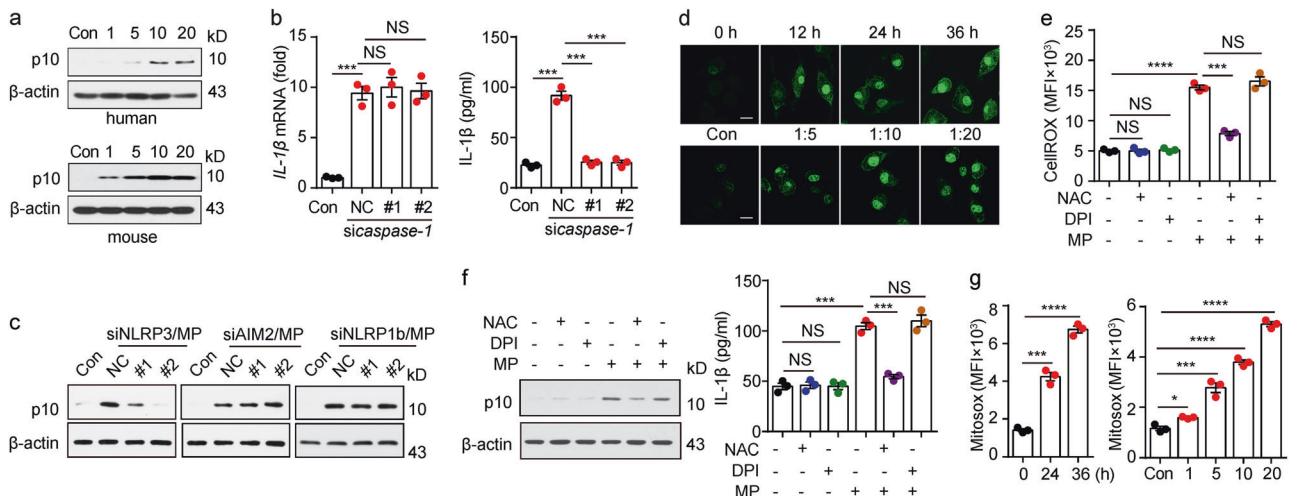 a
Con 1 5 10 20 kD
p10 10
β-actin 43
human
Con 1 5 10 20 kD
p10 10
β-actin 43
mouse
b
IL-1β mRNA (fold)
15
10
5
0
NS
NS
***
Con NC #1 #2
sicaspase-1
IL-1β (pg/ml)
150
100
50
0
***
***
***
Con NC #1 #2
sicaspase-1
c
siNLRP3/MP siAIM2/MP siNLRP1b/MP
Con NC #1 #2 Con NC #1 #2 Con NC #1 #2 kD
p10 10
β-actin 43
d
0 h 12 h 24 h 36 h
Con 1:5 1:10 1:20
e
CellROX (MFI×10³)
20
15
10
5
0
NS
**** ***
NS
NS
NAC - + - - + -
DPI - - + - - +
MP - - - + + +
f
NAC - + - - + -
DPI - - + - - + kD
MP - - - + + +
p10 10
β-actin 43
IL-1β (pg/ml)
150
100
50
0
NS
*** ***
NS
NS
NAC - + - - + -
DPI - - + - - +
MP - - - + + +
g
Mitosox (MFI×10³)
8
6
4
2
0
****
***
0 24 36 (h)
Mitosox (MFI×10³)
6
4
2
0
****
****
***
*
Con 1 5 10 20